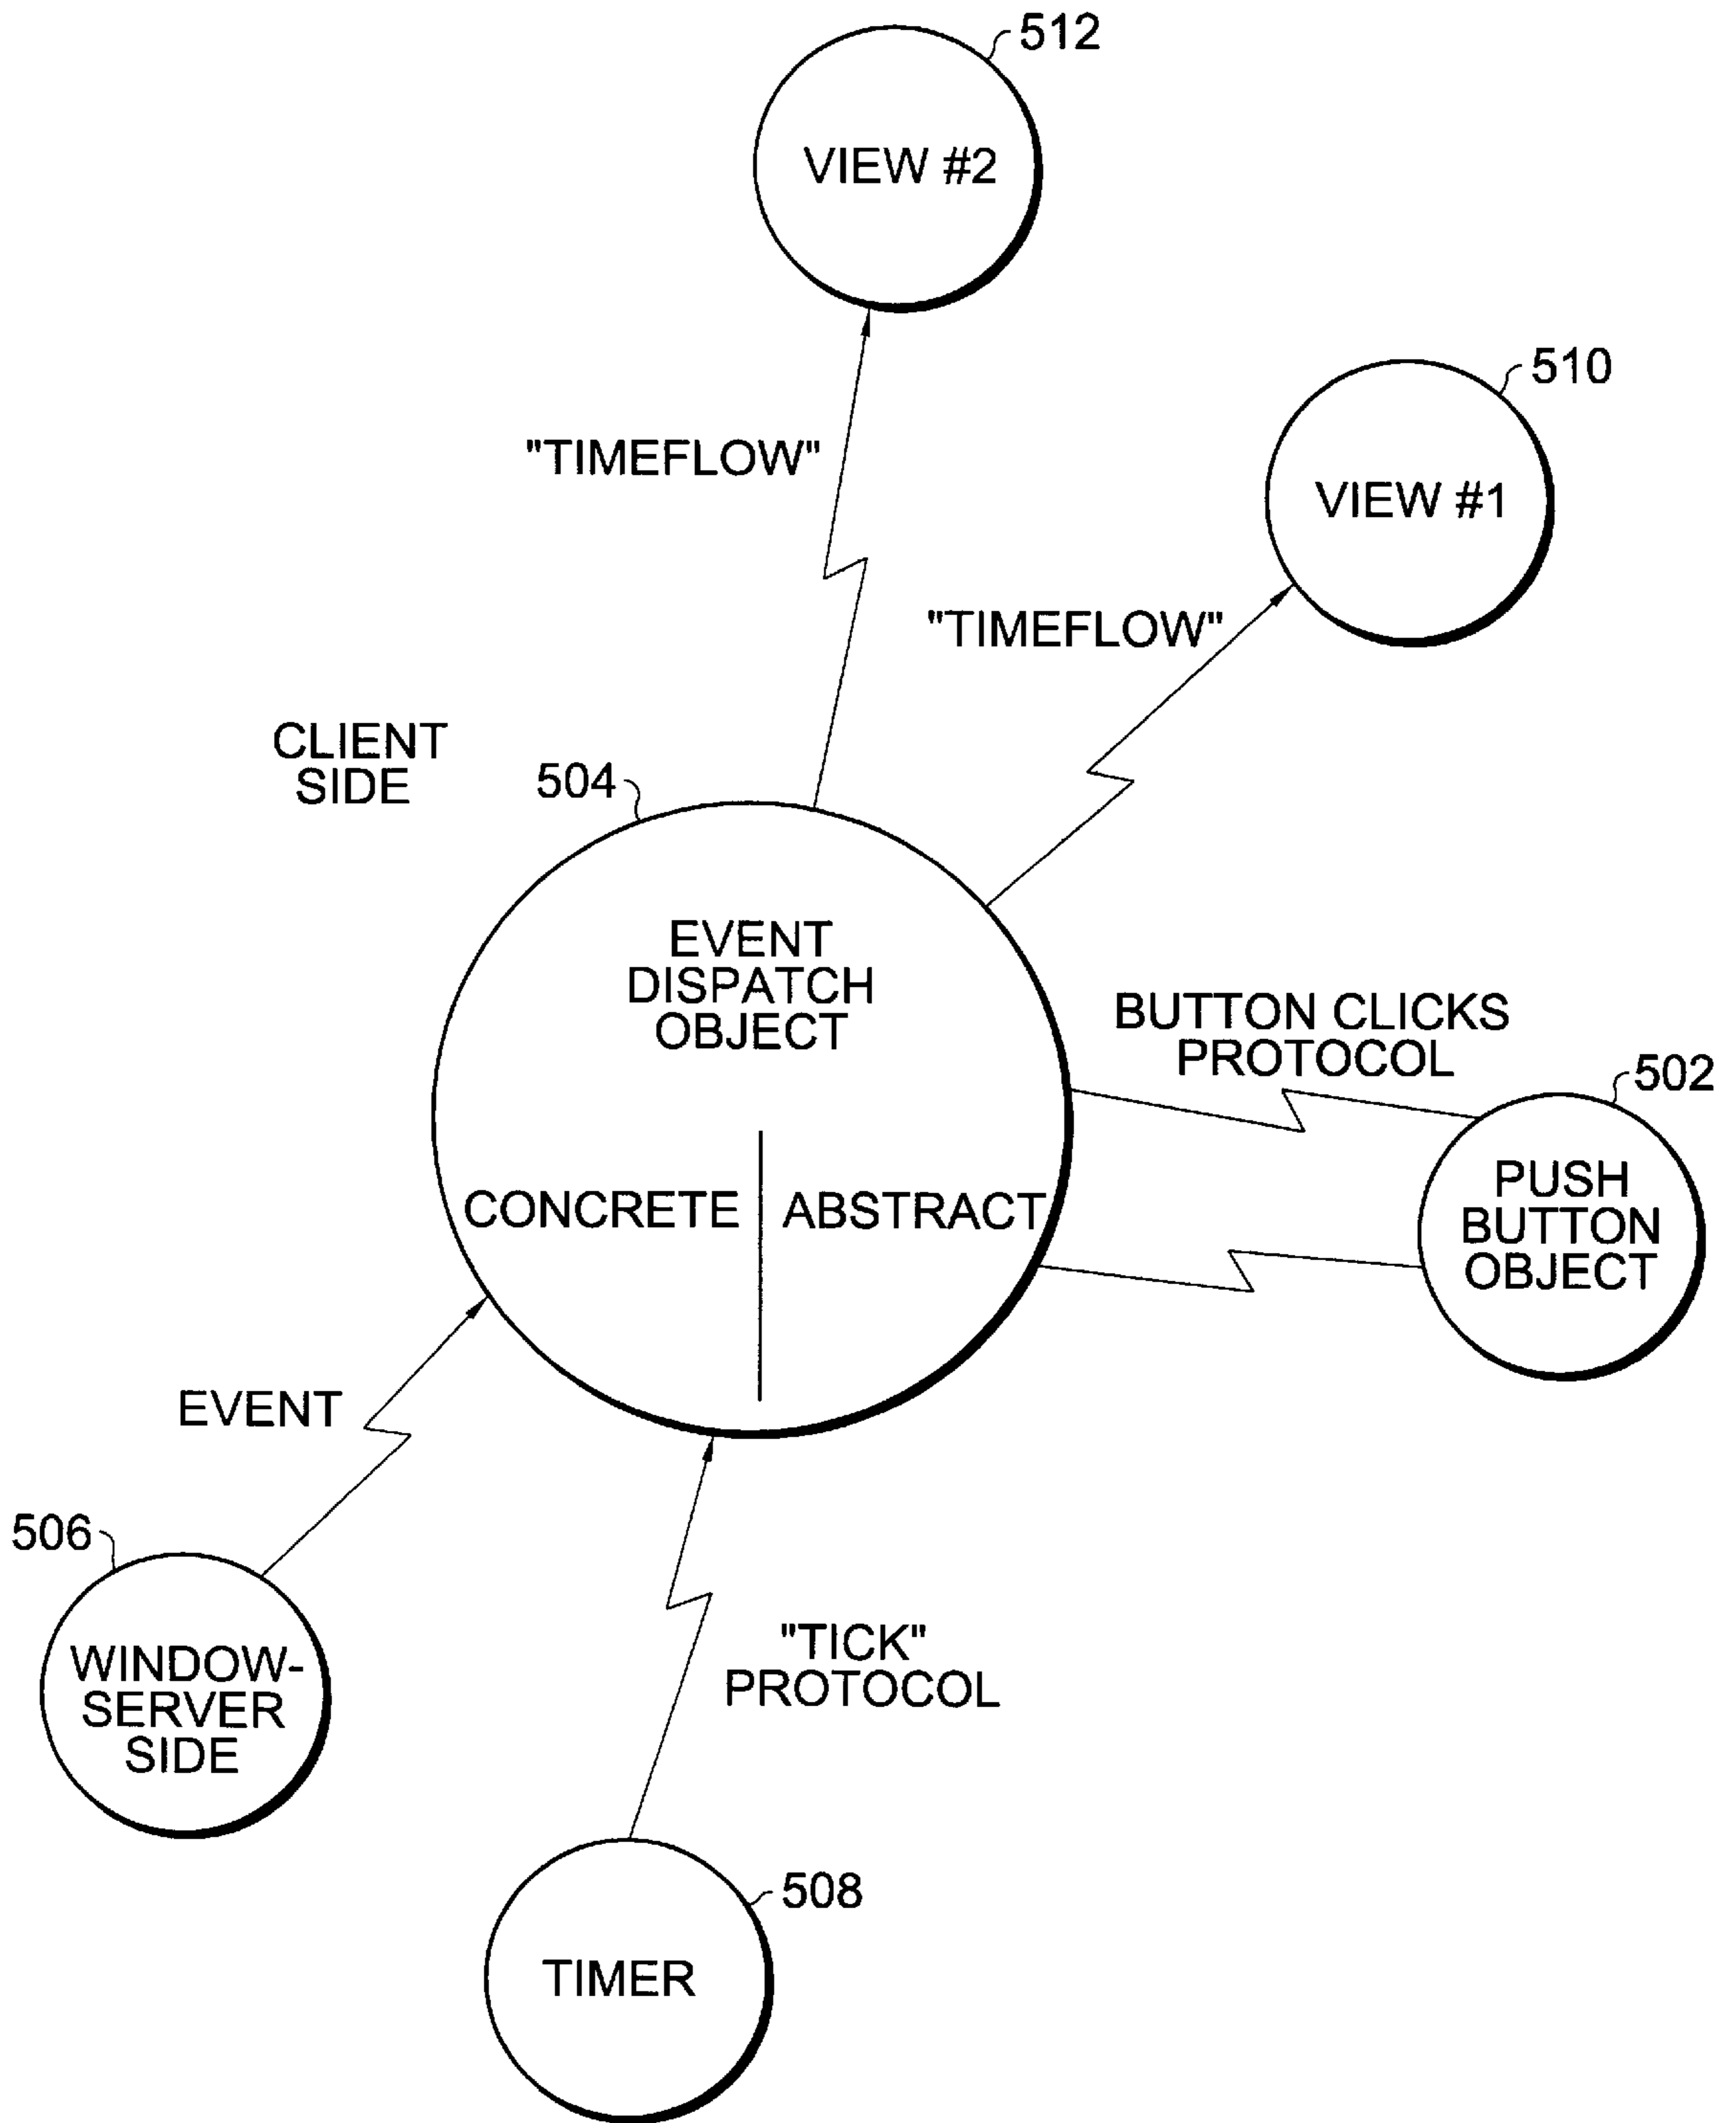 512
VIEW #2
510
"TIMEFLOW"
VIEW #1
"TIMEFLOW"
CLIENT
SIDE
504
EVENT
DISPATCH
OBJECT
BUTTON CLICKS
PROTOCOL
502
CONCRETE
ABSTRACT
PUSH
BUTTON
OBJECT
EVENT
506
WINDOW-
SERVER
SIDE
"TICK"
PROTOCOL
508
TIMER